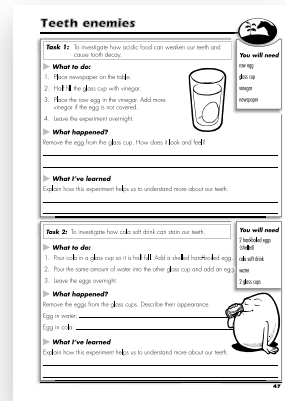 Teeth enemies
Task 1: To investigate how acidic food can weaken our teeth and
cause tooth decay.
What to do:
1. Place newspaper on the table.
2. Half fill the glass cup with vinegar.
3. Place the raw egg in the vinegar. Add more
vinegar if the egg is not covered.
4. Leave the experiment overnight.
What happened?
Remove the egg from the glass cup. How does it look and feel?
What I've learned
Explain how this experiment helps us to understand more about our teeth.
You will need
raw egg
glass cup
vinegar
newspaper
Task 2: To investigate how cola soft drink can stain our teeth.
What to do:
1. Pour cola in a glass cup so it is half full. Add a shelled hard-boiled egg.
2. Pour the same amount of water into the other glass cup and add an egg
3. Leave the eggs overnight.
What happened?
Remove the eggs from the glass cups. Describe their appearance.
Egg in water:
Egg in cola:
What I've learned
Explain how this experiment helps us to understand more about our teeth.
You will need
2 hard-boiled eggs
(shelled)
cola soft drink
water
2 glass cups
47